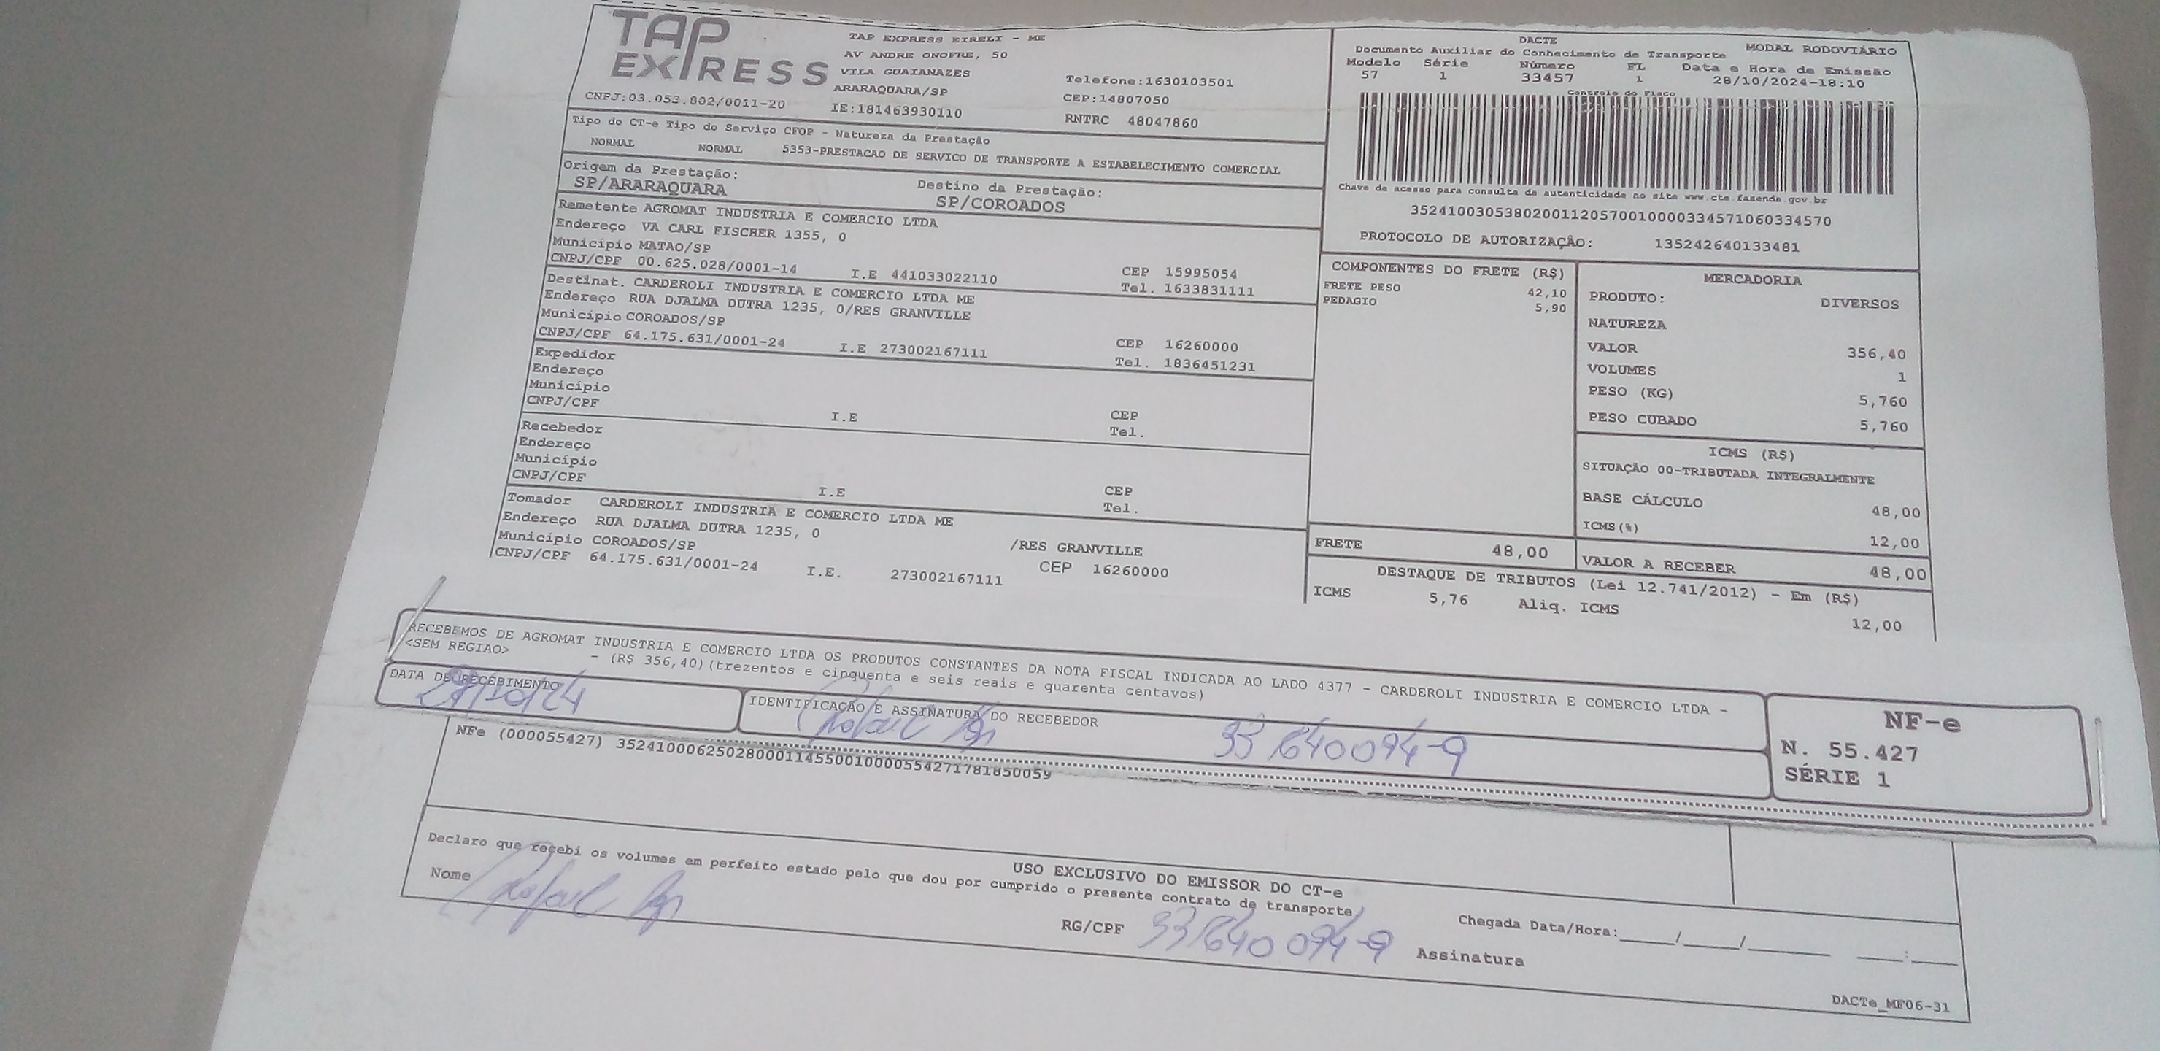 TAP EXPRESS
TAP EXPRESS EIRELI - ME
AV ANDRE ONOFRE, 50
VILA GUAIANAZES
ARARAQUARA/SP
Telefone:1630103501
CEP:14807050
CNPJ:03.053.802/0011-20 IE:181463930110 RNTRC 48047860
Tipo do CT-e Tipo do Serviço CFOP - Natureza da Prestação
NORMAL NORMAL 5353-PRESTACAO DE SERVICO DE TRANSPORTE A ESTABELECIMENTO COMERCIAL
Origem da Prestação: Destino da Prestação:
SP/ARARAQUARA SP/COROADOS
Remetente AGROMAT INDUSTRIA E COMERCIO LTDA
Endereço VA CARL FISCHER 1355, 0
Município MATAO/SP CEP 15995054
CNPJ/CPF 00.625.028/0001-14 I.E 441033022110 Tel. 1633831111
Destinat. CARDEROLI INDUSTRIA E COMERCIO LTDA ME
Endereço RUA DJALMA DUTRA 1235, 0/RES GRANVILLE
Município COROADOS/SP CEP 16260000
CNPJ/CPF 64.175.631/0001-24 I.E 273002167111 Tel. 1836451231
Expedidor
Endereço
Município CEP
CNPJ/CPF I.E Tel.
Recebedor
Endereço
Município CEP
CNPJ/CPF I.E Tel.
Tomador CARDEROLI INDUSTRIA E COMERCIO LTDA ME
Endereço RUA DJALMA DUTRA 1235, 0 /RES GRANVILLE
Município COROADOS/SP CEP 16260000
CNPJ/CPF 64.175.631/0001-24 I.E. 273002167111
DACTE MODAL RODOVIÁRIO
Documento Auxiliar do Conhecimento de Transporte
Modelo Série Número FL Data e Hora de Emissão
57 1 33457 1 28/10/2024-18:10
Controle do Fisco
Chave de acesso para consulta de autenticidade no site www.cte.fazenda.gov.br
35241003053802001120570010000334571060334570
PROTOCOLO DE AUTORIZAÇÃO: 135242640133481
COMPONENTES DO FRETE (R$)
FRETE PESO 42,10
PEDAGIO 5,90
MERCADORIA
PRODUTO: DIVERSOS
NATUREZA
VALOR 356,40
VOLUMES 1
PESO (KG) 5,760
PESO CUBADO 5,760
ICMS (R$)
SITUAÇÃO 00-TRIBUTADA INTEGRALMENTE
BASE CÁLCULO 48,00
ICMS(%) 12,00
FRETE 48,00 VALOR A RECEBER 48,00
DESTAQUE DE TRIBUTOS (Lei 12.741/2012) - Em (R$)
ICMS 5,76 Aliq. ICMS 12,00
RECEBEMOS DE AGROMAT INDUSTRIA E COMERCIO LTDA OS PRODUTOS CONSTANTES DA NOTA FISCAL INDICADA AO LADO 4377 - CARDEROLI INDUSTRIA E COMERCIO LTDA -
<SEM REGIAO> - (R$ 356,40)(trezentos e cinquenta e seis reais e quarenta centavos)
DATA DE RECEBIMENTO IDENTIFICAÇÃO E ASSINATURA DO RECEBEDOR
29/10/24 Rafael 33640094-9
NF-e
N. 55.427
SÉRIE 1
NFe (000055427) 35241000625028000114550010000554271781850059
USO EXCLUSIVO DO EMISSOR DO CT-e
Declaro que recebi os volumes em perfeito estado pelo que dou por cumprido o presente contrato de transporte
Nome Rafael RG/CPF 33640094-9 Assinatura Chegada Data/Hora:____/____/______ ____:____
DACTe_MF06-31